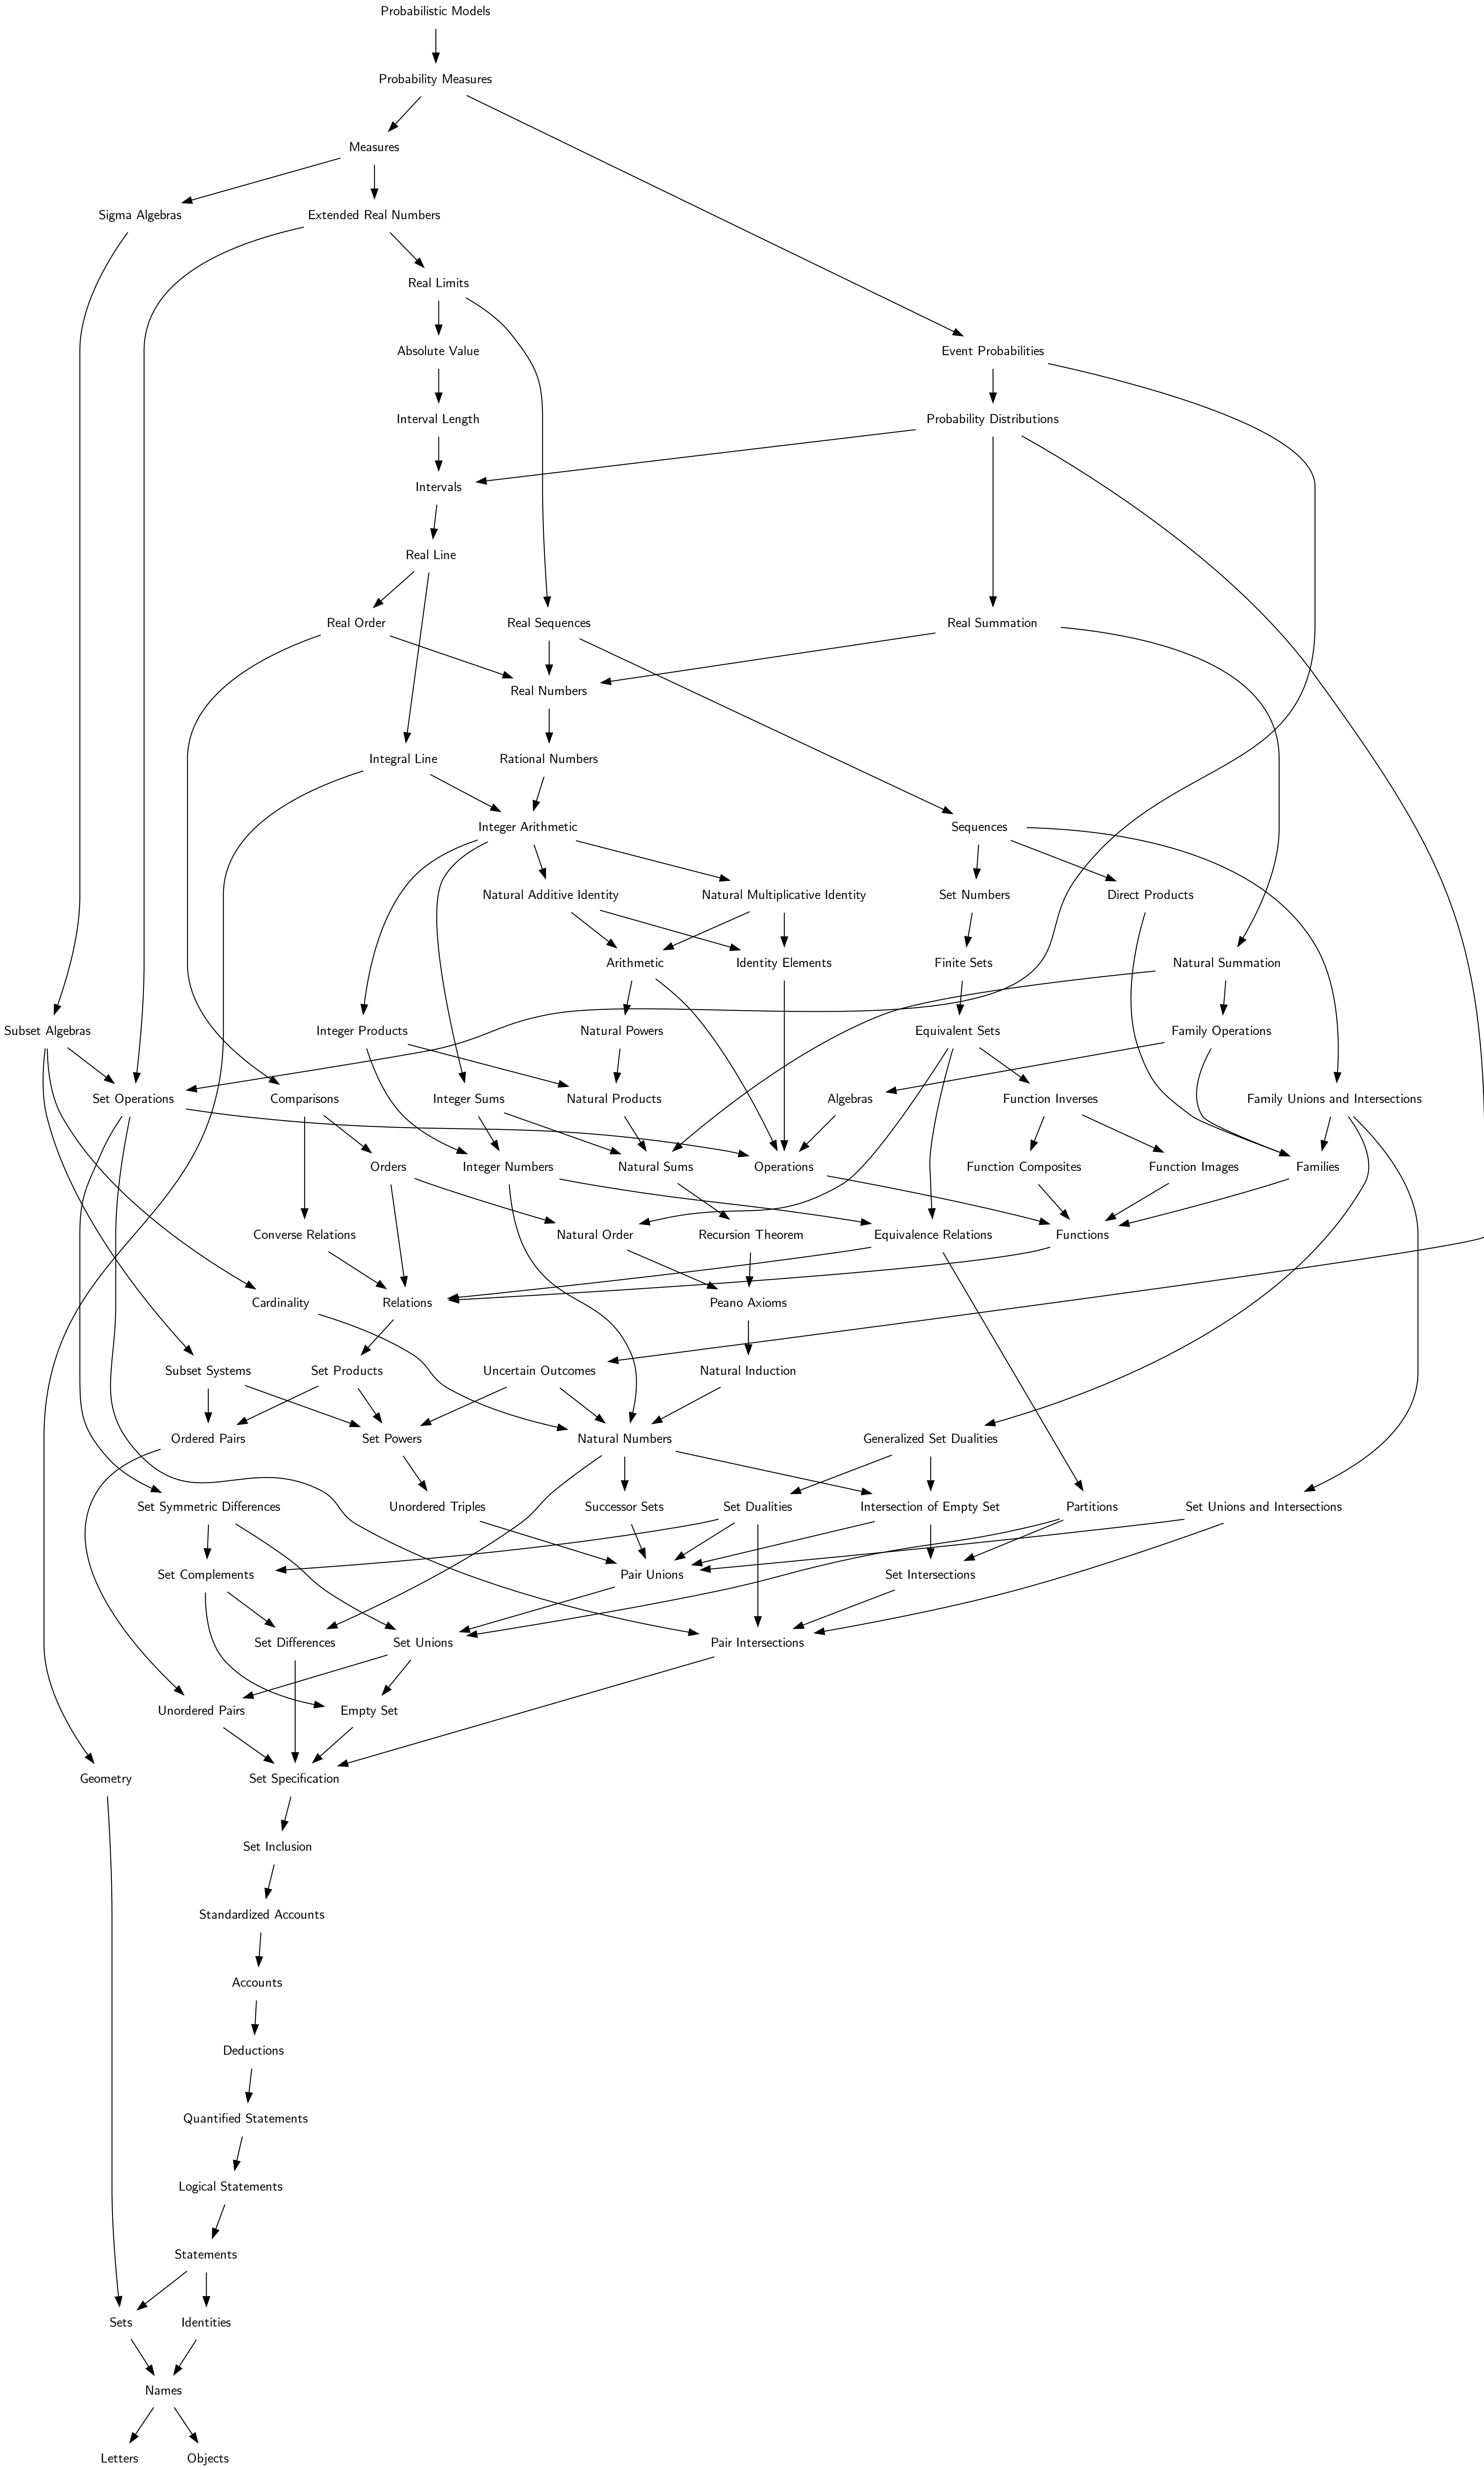 Probabilistic Models
Probability Measures
Measures
Sigma Algebras
Extended Real Numbers
Real Limits
Absolute Value
Event Probabilities
Interval Length
Probability Distributions
Intervals
Real Line
Real Order
Real Sequences
Real Summation
Real Numbers
Integral Line
Rational Numbers
Integer Arithmetic
Sequences
Natural Additive Identity
Natural Multiplicative Identity
Set Numbers
Direct Products
Arithmetic
Identity Elements
Finite Sets
Natural Summation
Subset Algebras
Integer Products
Natural Powers
Equivalent Sets
Family Operations
Set Operations
Comparisons
Integer Sums
Natural Products
Algebras
Function Inverses
Family Unions and Intersections
Orders
Integer Numbers
Natural Sums
Operations
Function Composites
Function Images
Families
Converse Relations
Natural Order
Recursion Theorem
Equivalence Relations
Functions
Cardinality
Relations
Peano Axioms
Subset Systems
Set Products
Uncertain Outcomes
Natural Induction
Ordered Pairs
Set Powers
Natural Numbers
Generalized Set Dualities
Set Symmetric Differences
Unordered Triples
Successor Sets
Set Dualities
Intersection of Empty Set
Partitions
Set Unions and Intersections
Set Complements
Pair Unions
Set Intersections
Set Differences
Set Unions
Pair Intersections
Unordered Pairs
Empty Set
Geometry
Set Specification
Set Inclusion
Standardized Accounts
Accounts
Deductions
Quantified Statements
Logical Statements
Statements
Sets
Identities
Names
Letters
Objects